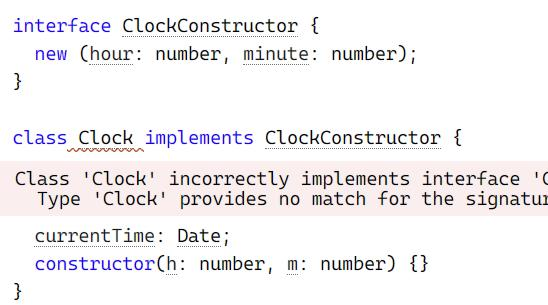 interface ClockConstructor {
new (hour: number, minute: number);
}
class Clock implements ClockConstructor {
Class 'Clock' incorrectly implements interface
Type 'Clock' provides no match for the
currentTime: Date;
constructor(h: number, m: number) {}
}